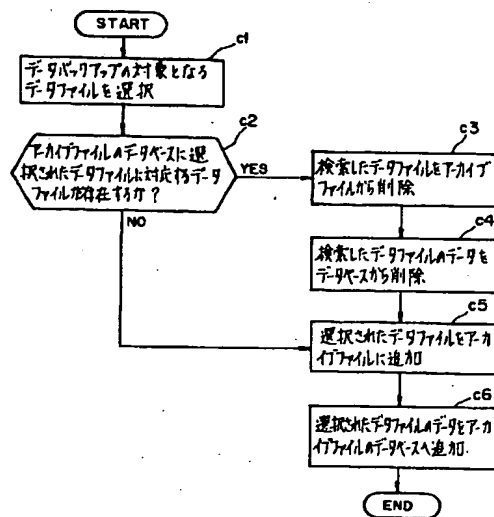 START
c1
データバックアップの対象となる
データファイルを選択
c2
アーカイブファイルのデータベースに選
択されたデータファイルに対応するデータ
ファイルが存在するか?
YES
NO
c3
検索したデータファイルをアーカイブ
ファイルから削除
c4
検索したデータファイルのデータを
データベースから削除
c5
選択されたデータファイルをアー
カイブファイルに追加
c6
選択されたデータファイルのデータをアー
カイブファイルのデータベースへ追加.
END